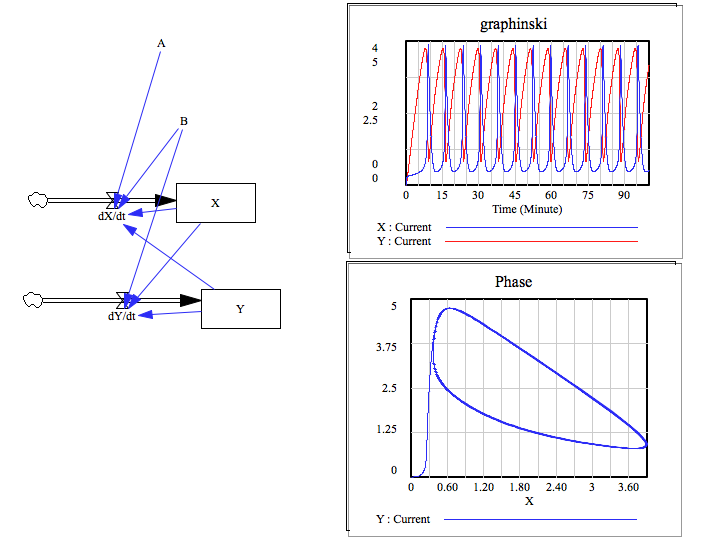 A
B
X
dX/dt
Y
dY/dt
graphinski
4
5
2
2.5
0
0
0 15 30 45 60 75 90
Time (Minute)
X : Current
Y : Current
Phase
5
3.75
2.5
1.25
0
0 0.60 1.20 1.80 2.40 3 3.60
X
Y : Current